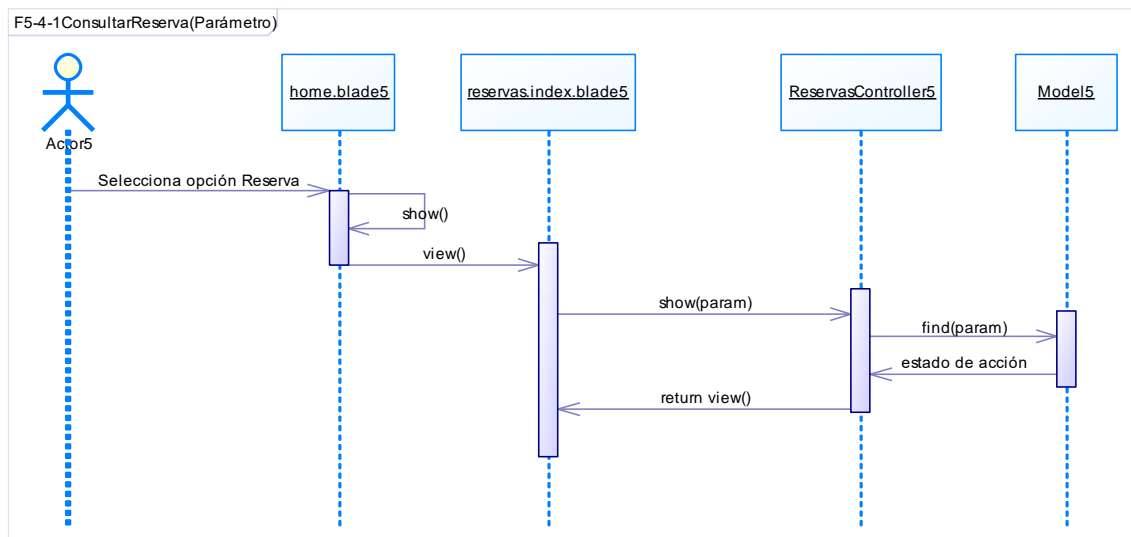 F5-4-1ConsultarReserva(Parámetro)
home.blade5
reservas.index.blade5
ReservasController5
Model5
Actor5
Selecciona opción Reserva
show()
view()
show(param)
find(param)
estado de acción
return view()